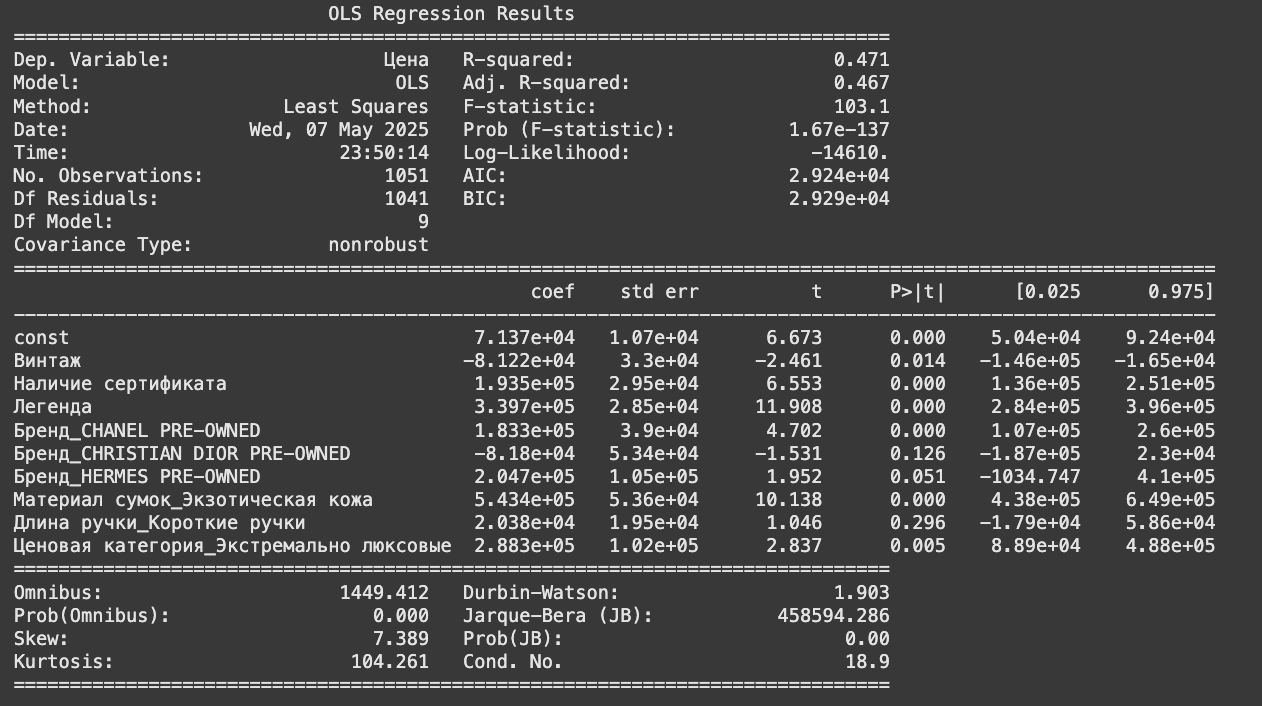 OLS Regression Results
==============================================================================
Dep. Variable: Цена R-squared: 0.471
Model: OLS Adj. R-squared: 0.467
Method: Least Squares F-statistic: 103.1
Date: Wed, 07 May 2025 Prob (F-statistic): 1.67e-137
Time: 23:50:14 Log-Likelihood: -14610.
No. Observations: 1051 AIC: 2.924e+04
Df Residuals: 1041 BIC: 2.929e+04
Df Model: 9
Covariance Type: nonrobust
==============================================================================
coef std err t P>|t| [0.025 0.975]
------------------------------------------------------------------------------
const 7.137e+04 1.07e+04 6.673 0.000 5.04e+04 9.24e+04
Винтаж -8.122e+04 3.3e+04 -2.461 0.014 -1.46e+05 -1.65e+04
Наличие сертификата 1.935e+05 2.95e+04 6.553 0.000 1.36e+05 2.51e+05
Легенда 3.397e+05 2.85e+04 11.908 0.000 2.84e+05 3.96e+05
Бренд_CHANEL PRE-OWNED 1.833e+05 3.9e+04 4.702 0.000 1.07e+05 2.6e+05
Бренд_CHRISTIAN DIOR PRE-OWNED -8.18e+04 5.34e+04 -1.531 0.126 -1.87e+05 2.3e+04
Бренд_HERMES PRE-OWNED 2.047e+05 1.05e+05 1.952 0.051 -1034.747 4.1e+05
Материал сумок_Экзотическая кожа 5.434e+05 5.36e+04 10.138 0.000 4.38e+05 6.49e+05
Длина ручки_Короткие ручки 2.038e+04 1.95e+04 1.046 0.296 -1.79e+04 5.86e+04
Ценовая категория_Экстремально люксовые 2.883e+05 1.02e+05 2.837 0.005 8.89e+04 4.88e+05
==============================================================================
Omnibus: 1449.412 Durbin-Watson: 1.903
Prob(Omnibus): 0.000 Jarque-Bera (JB): 458594.286
Skew: 7.389 Prob(JB): 0.00
Kurtosis: 104.261 Cond. No. 18.9
==============================================================================